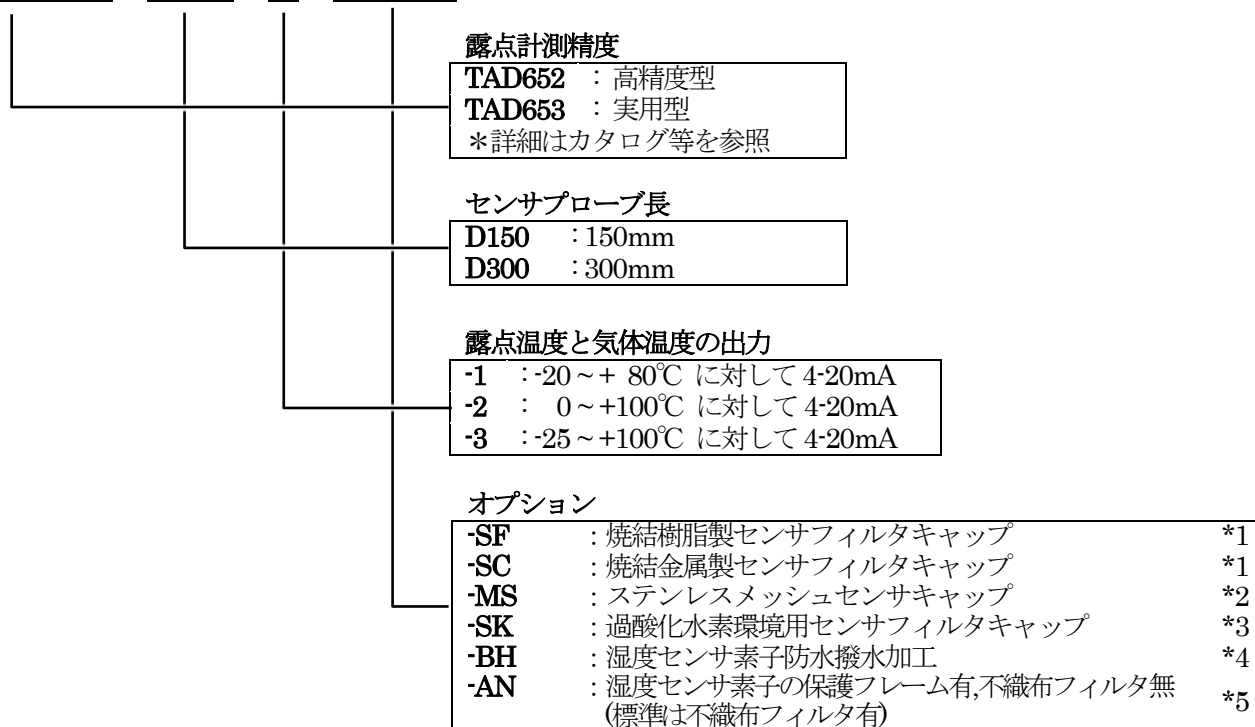 露点計測精度
TAD652 : 高精度型
TAD653 : 実用型
*詳細はカタログ等を参照
センサプローブ長
D150 :150mm
D300 :300mm
露点温度と気体温度の出力
-1 :-20~+ 80℃ に対して 4-20mA
-2 : 0~+100℃ に対して 4-20mA
-3 :-25~+100℃ に対して 4-20mA
オプション
-SF :焼結樹脂製センサフィルタキャップ *1
-SC :焼結金属製センサフィルタキャップ *1
-MS :ステンレスメッシュセンサキャップ *2
-SK :過酸化水素環境用センサフィルタキャップ *3
-BH :湿度センサ素子防水撥水加工 *4
-AN :湿度センサ素子の保護フレーム有,不織布フィルタ無 *5
(標準は不織布フィルタ有)